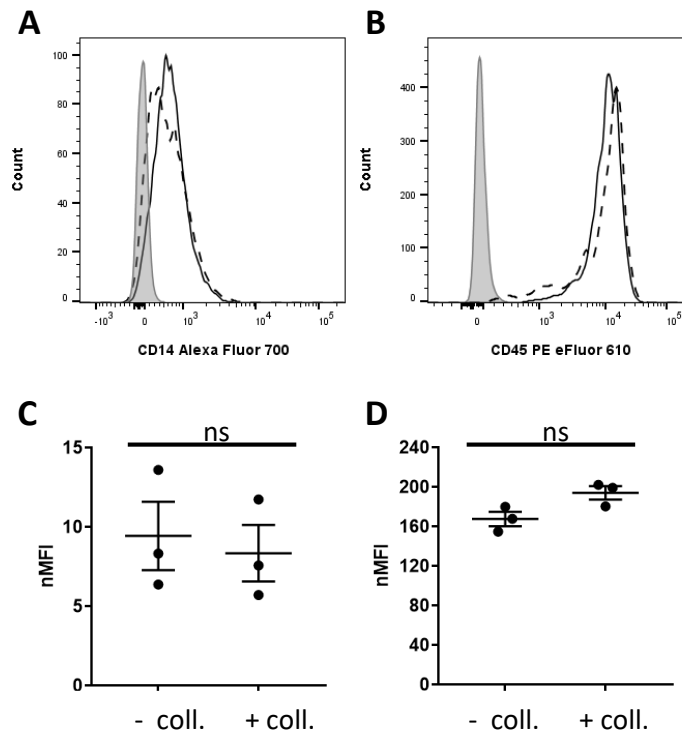 A
Count
100
80
60
40
20
0
-10³ 0 10³ 10⁴ 10⁵
CD14 Alexa Fluor 700
B
Count
400
300
200
100
0
0 10³ 10⁴ 10⁵
CD45 PE eFluor 610
C
ns
nMFI
15
10
5
0
- coll. + coll.
D
ns
nMFI
240
200
160
120
80
40
0
- coll. + coll.